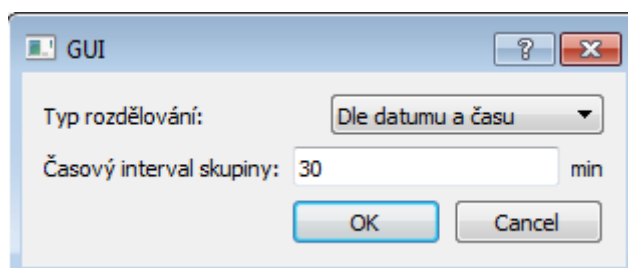 GUI
Typ rozdělování: Dle datumu a času
Časový interval skupiny: 30 min
OK Cancel